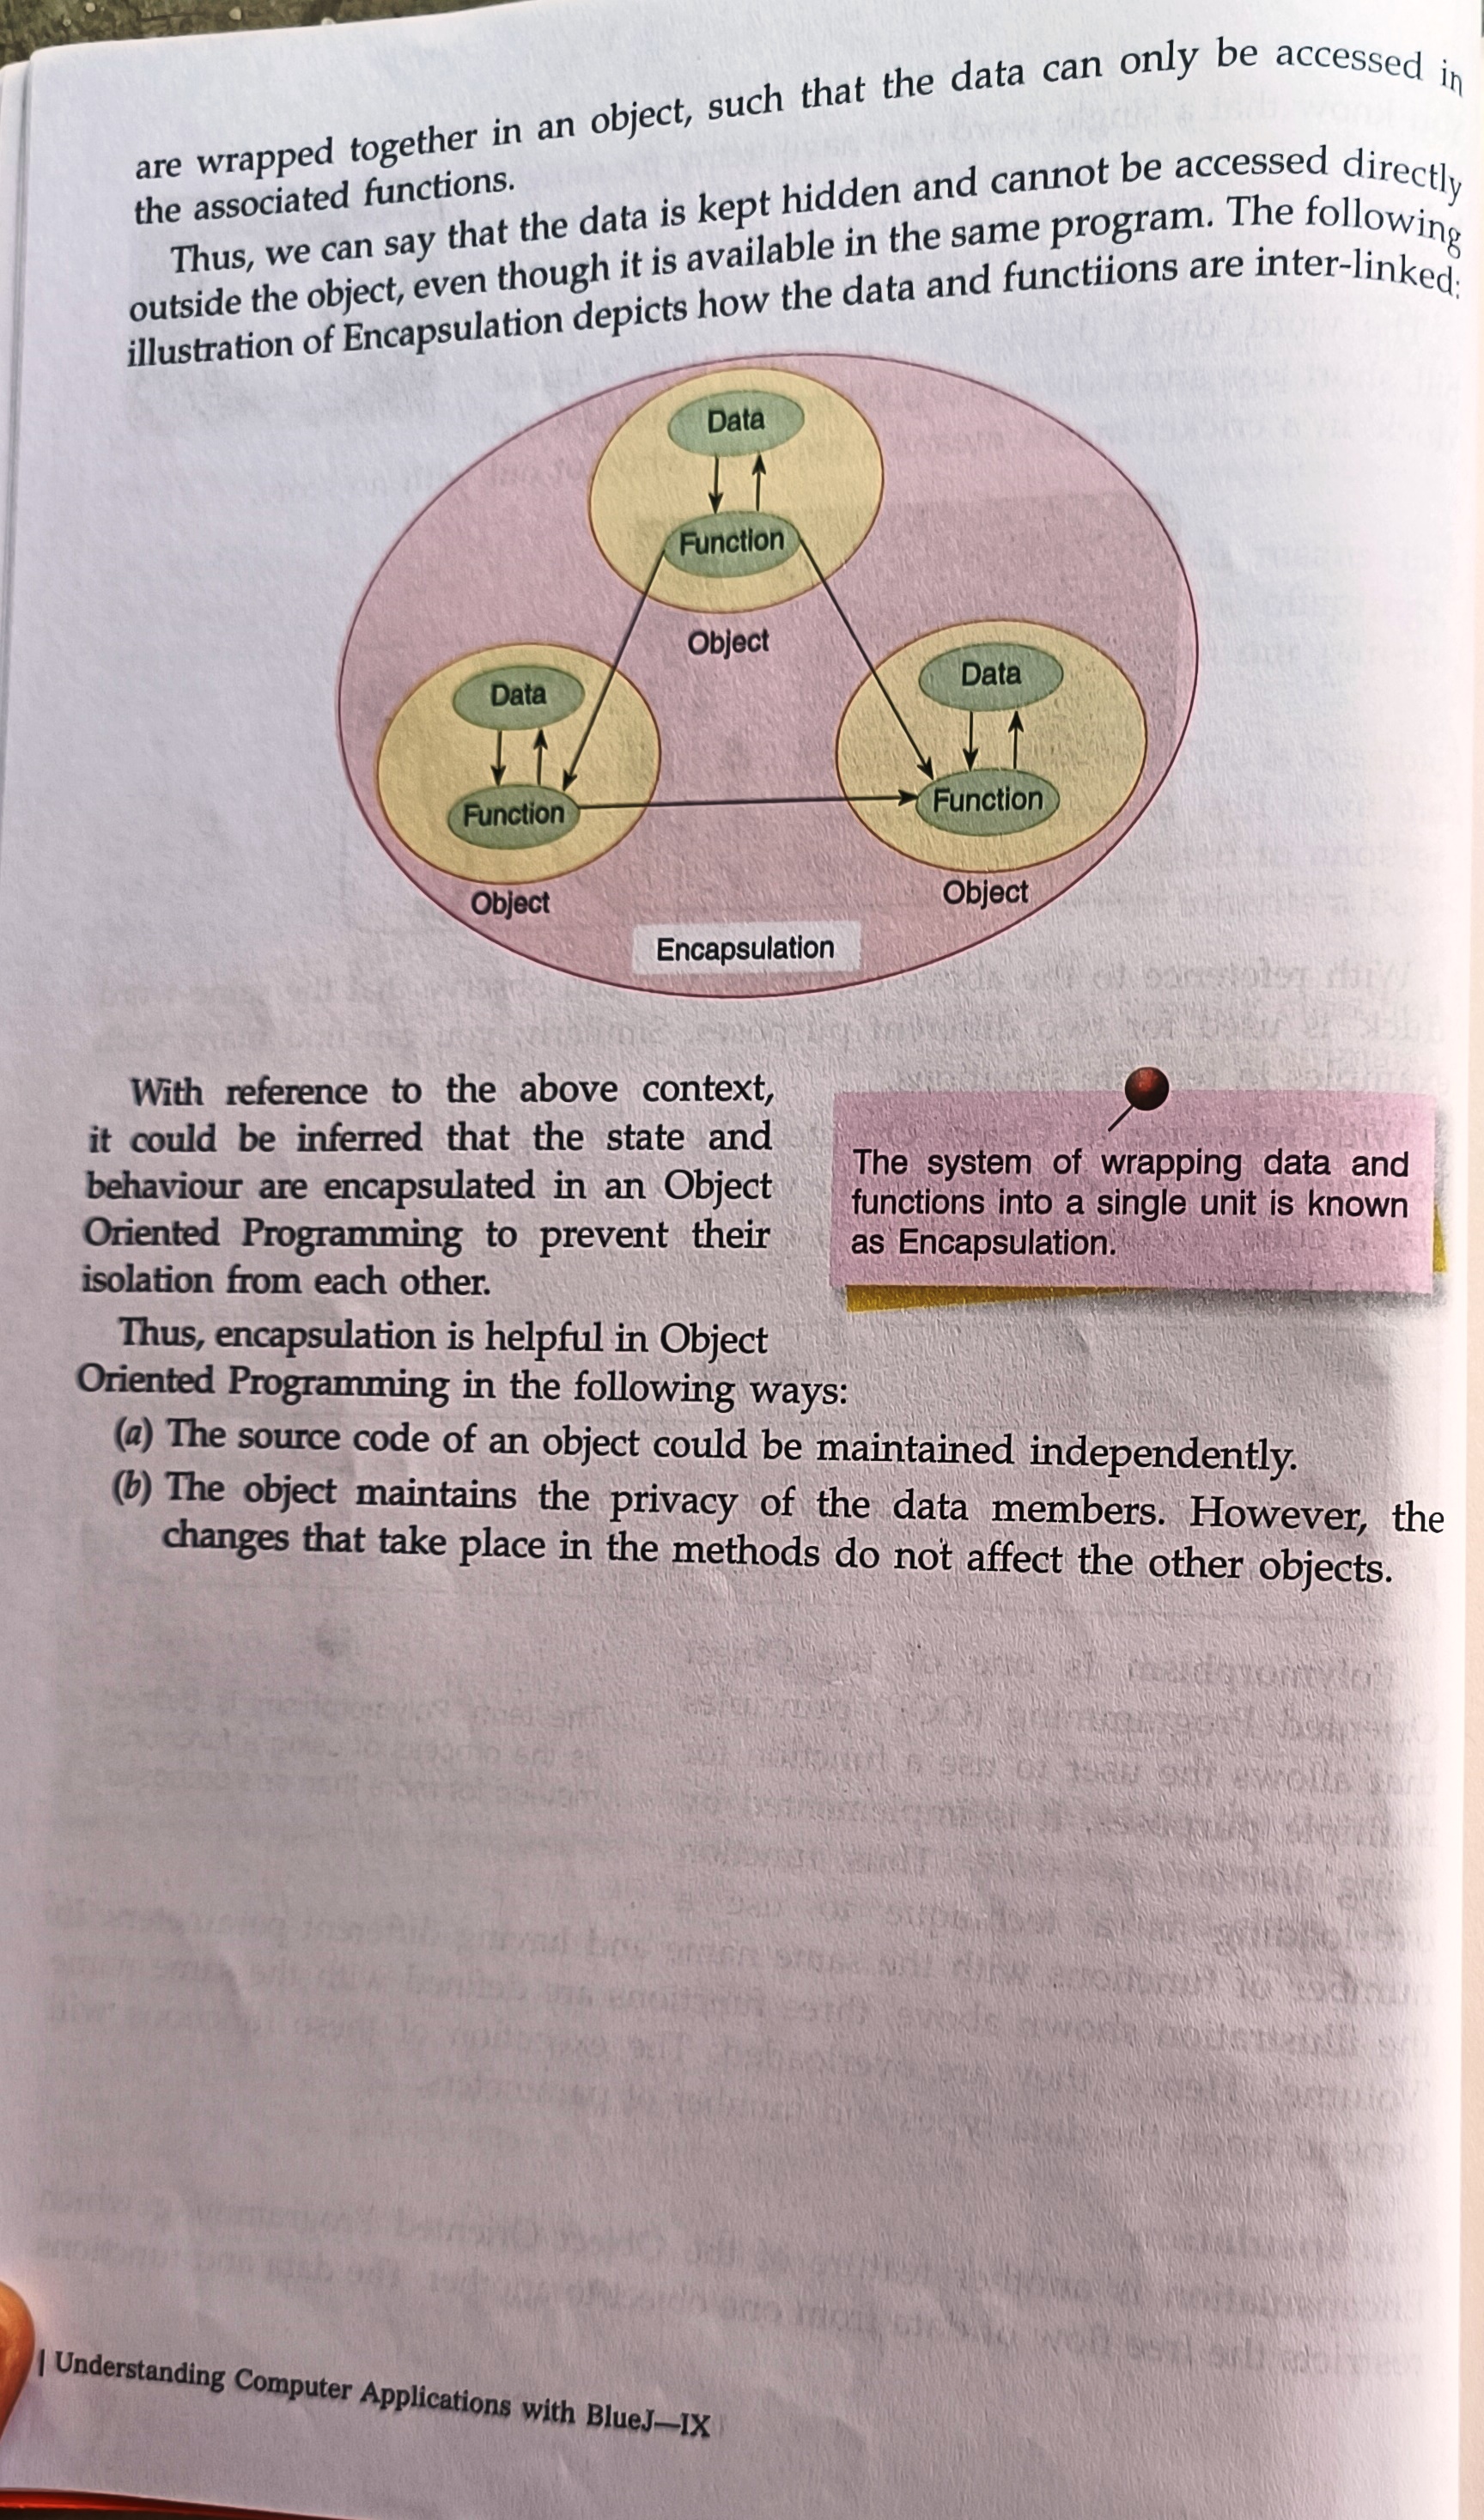 are wrapped together in an object, such that the data can only be accessed in
the associated functions.
Thus, we can say that the data is kept hidden and cannot be accessed directly
outside the object, even though it is available in the same program. The following
illustration of Encapsulation depicts how the data and functiions are inter-linked:
Data
Function
Object
Data
Function
Object
Data
Function
Object
Encapsulation
With reference to the above context,
it could be inferred that the state and
behaviour are encapsulated in an Object
Oriented Programming to prevent their
isolation from each other.
The system of wrapping data and
functions into a single unit is known
as Encapsulation.
Thus, encapsulation is helpful in Object
Oriented Programming in the following ways:
(a) The source code of an object could be maintained independently.
(b) The object maintains the privacy of the data members. However, the
changes that take place in the methods do not affect the other objects.
| Understanding Computer Applications with BlueJ—IX